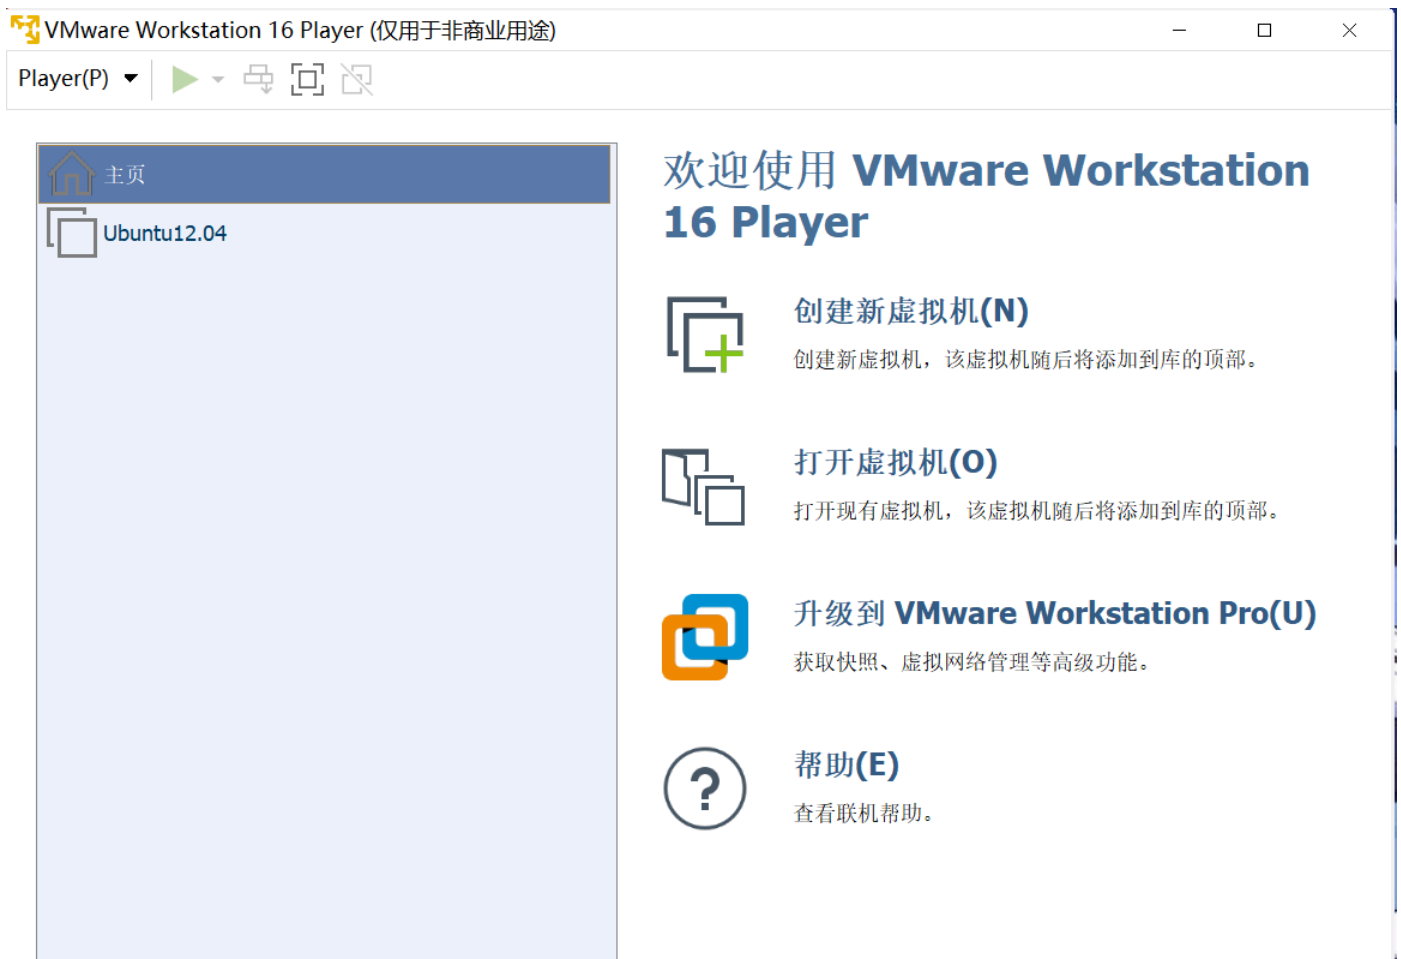 VMware Workstation 16 Player (仅用于非商业用途)
Player(P)
主页
Ubuntu12.04
欢迎使用 VMware Workstation
16 Player
创建新虚拟机(N)
创建新虚拟机，该虚拟机随后将添加到库的顶部。
打开虚拟机(O)
打开现有虚拟机，该虚拟机随后将添加到库的顶部。
升级到 VMware Workstation Pro(U)
获取快照、虚拟网络管理等高级功能。
帮助(E)
查看联机帮助。